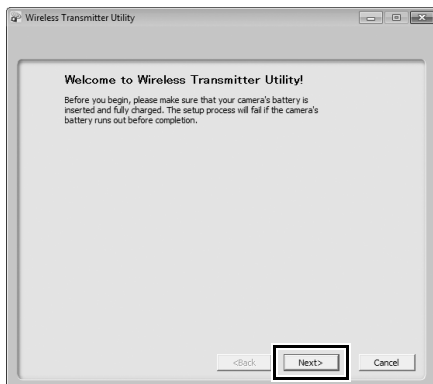 Wireless Transmitter Utility
Welcome to Wireless Transmitter Utility!
Before you begin, please make sure that your camera's battery is
inserted and fully charged. The setup process will fail if the camera's
battery runs out before completion.
<Back Next> Cancel